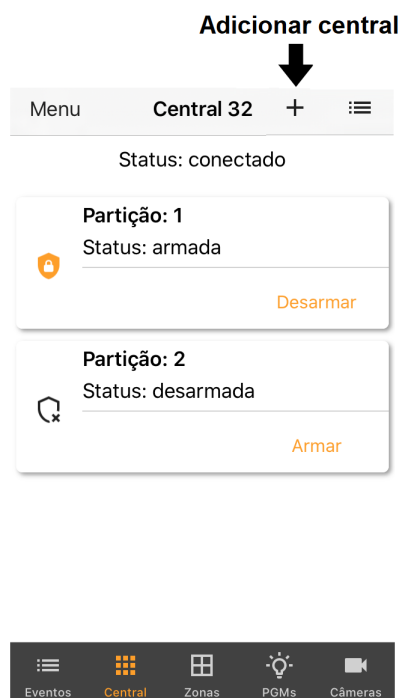 Adicionar central
Menu Central 32 +
Status: conectado
Partição: 1
Status: armada
Desarmar
Partição: 2
Status: desarmada
Armar
Eventos Central Zonas PGMs Câmeras